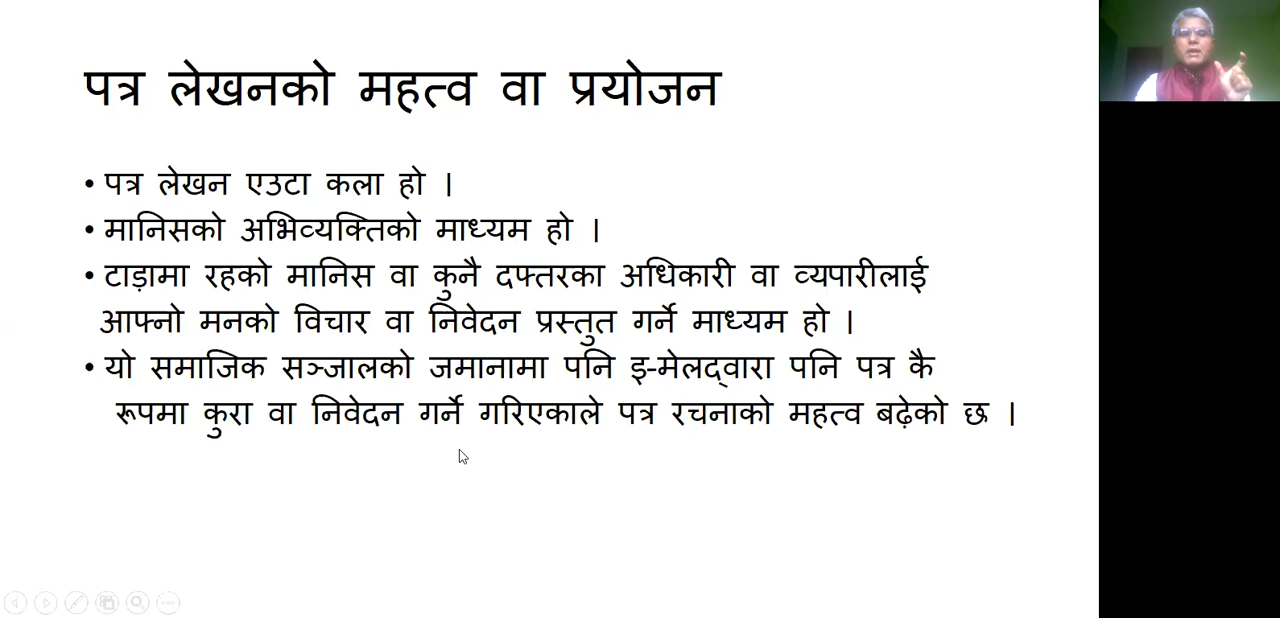 पत्र लेखनको महत्व वा प्रयोजन
• पत्र लेखन एउटा कला हो ।
• मानिसको अभिव्यक्तिको माध्यम हो ।
• टाड़ामा रहको मानिस वा कुनै दफ्तरका अधिकारी वा व्यपारीलाई
आफ्नो मनको विचार वा निवेदन प्रस्तुत गर्ने माध्यम हो ।
• यो समाजिक सञ्जालको जमानामा पनि इ-मेलद्वारा पनि पत्र कै
रूपमा कुरा वा निवेदन गर्ने गरिएकाले पत्र रचनाको महत्व बढ़ेको छ ।